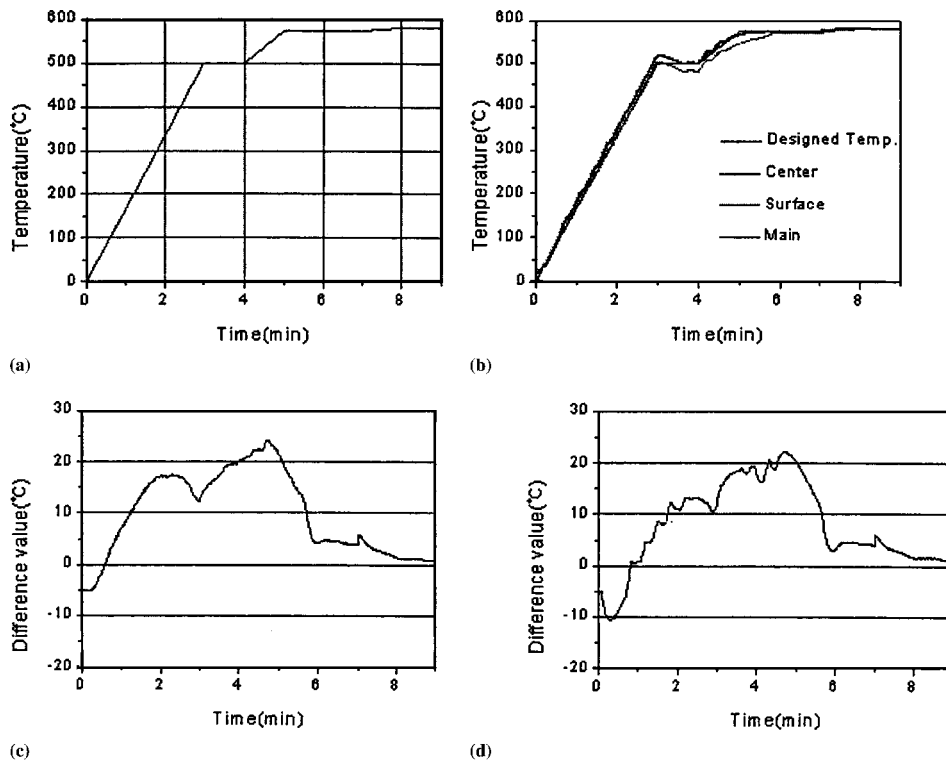 600
500
400
300
200
100
0
Temperature(°C)
0 2 4 6 8
Time(min)
(a)
600
500
400
300
200
100
0
Temperature(°C)
Designed Temp.
Center
Surface
Main
0 2 4 6 8
Time(min)
(b)
30
20
10
0
-10
-20
Difference value(°C)
0 2 4 6 8
Time(min)
(c)
30
20
10
0
-10
-20
Difference value(°C)
0 2 4 6 8
Time(min)
(d)